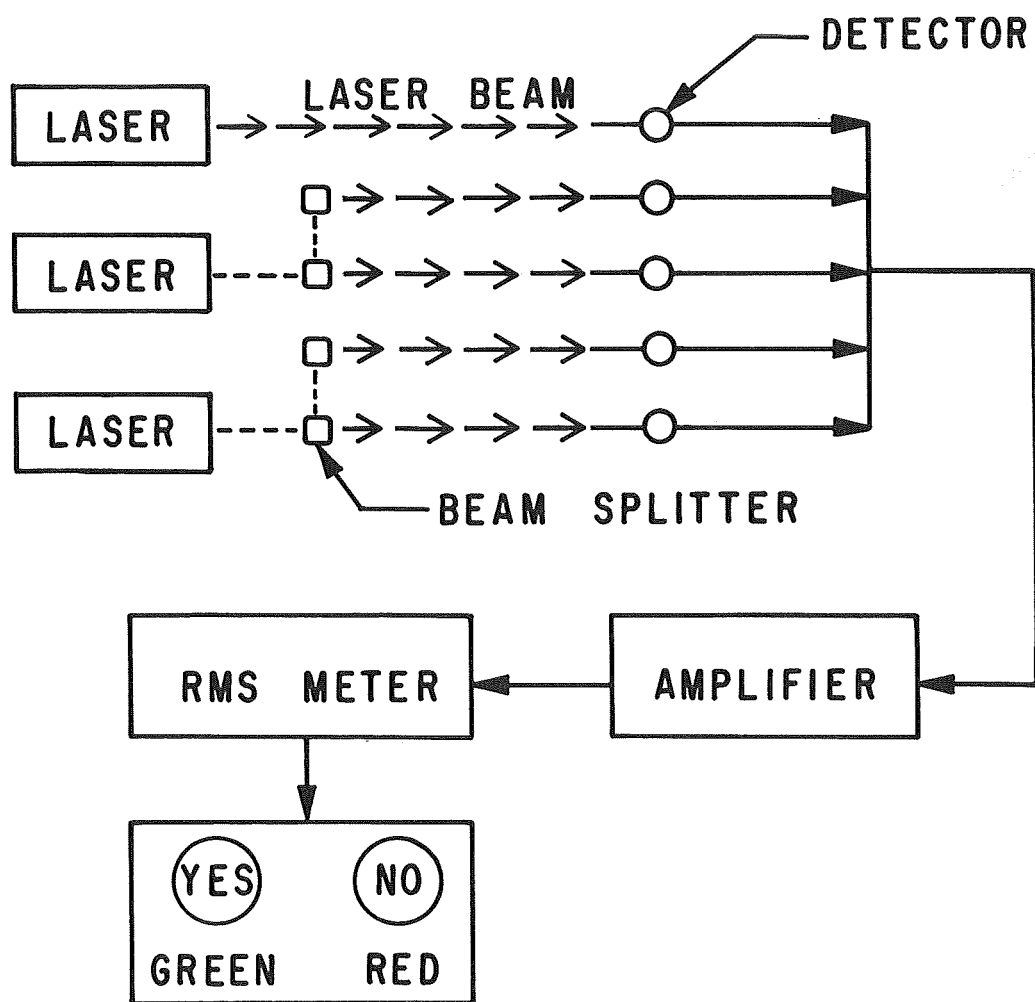 DETECTOR
LASER BEAM
LASER
LASER
LASER
BEAM SPLITTER
RMS METER
AMPLIFIER
YES NO
GREEN RED